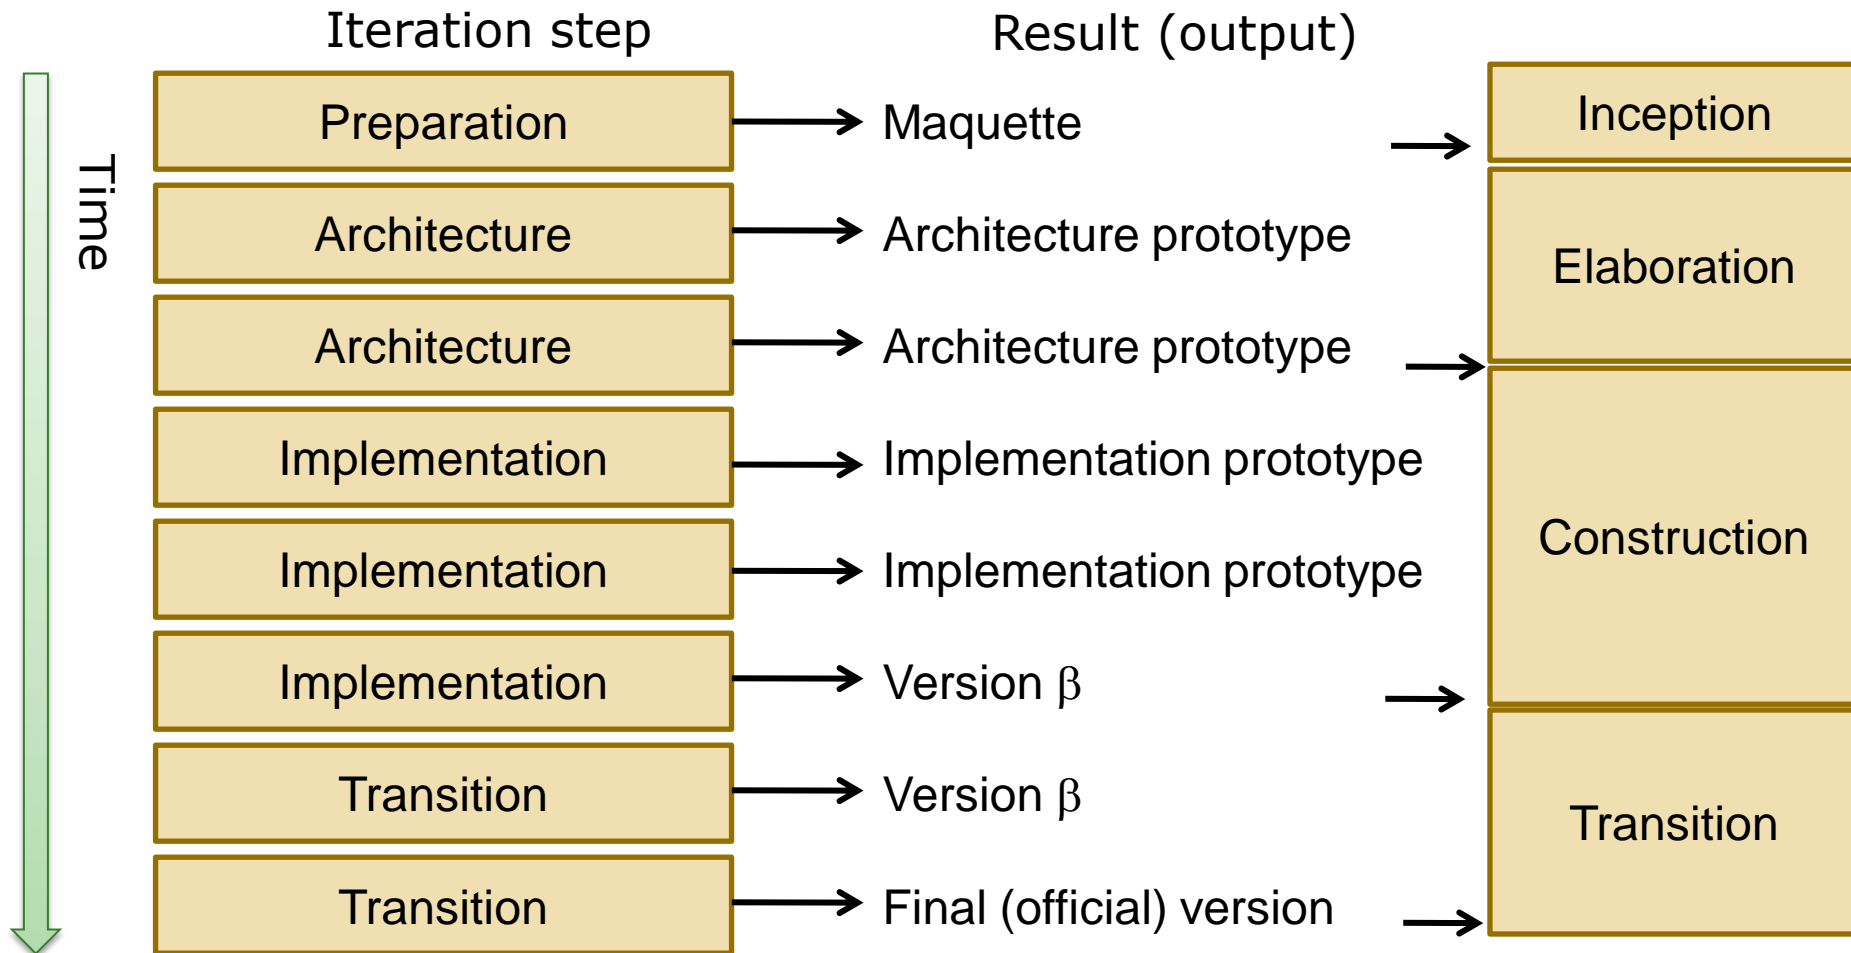 Iteration step
Result (output)
Time
Preparation
Maquette
Inception
Architecture
Architecture prototype
Elaboration
Architecture
Architecture prototype
Implementation
Implementation prototype
Construction
Implementation
Implementation prototype
Implementation
Version β
Transition
Version β
Transition
Transition
Final (official) version